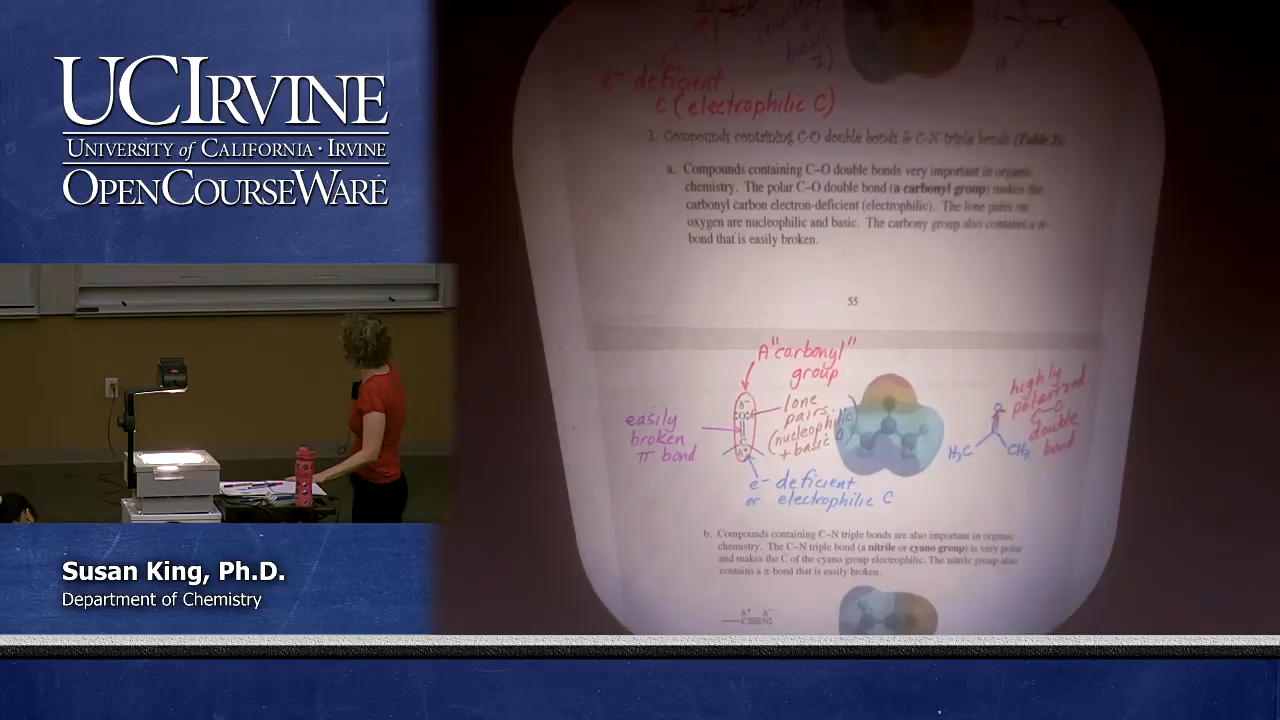 UCIRVINE
UNIVERSITY of CALIFORNIA · IRVINE
OPENCOURSEWARE
Susan King, Ph.D.
Department of Chemistry
e- deficient
C (electrophilic C)
3. Compounds containing C-O double bonds & C-N triple bonds (Table 2):
a. Compounds containing C–O double bonds very important in organic
chemistry. The polar C–O double bond (a carbonyl group) makes the
carbonyl carbon electron-deficient (electrophilic). The lone pairs on
oxygen are nucleophilic and basic. The carbony group also contains a π-
bond that is easily broken.
55
A "carbonyl"
group
easily
broken
π bond
δ-
:O:
C
δ+
lone
pairs
(nucleophilic
+ basic)
e- deficient
or electrophilic C
highly
polarized
C–O
double
bond
O
H₃C
CH₃
b. Compounds containing C–N triple bonds are also important in organic
chemistry. The C–N triple bond (a nitrile or cyano group) is very polar
and makes the C of the cyano group electrophilic. The nitrile group also
contains a π-bond that is easily broken.
δ+ δ-
—C≡N: